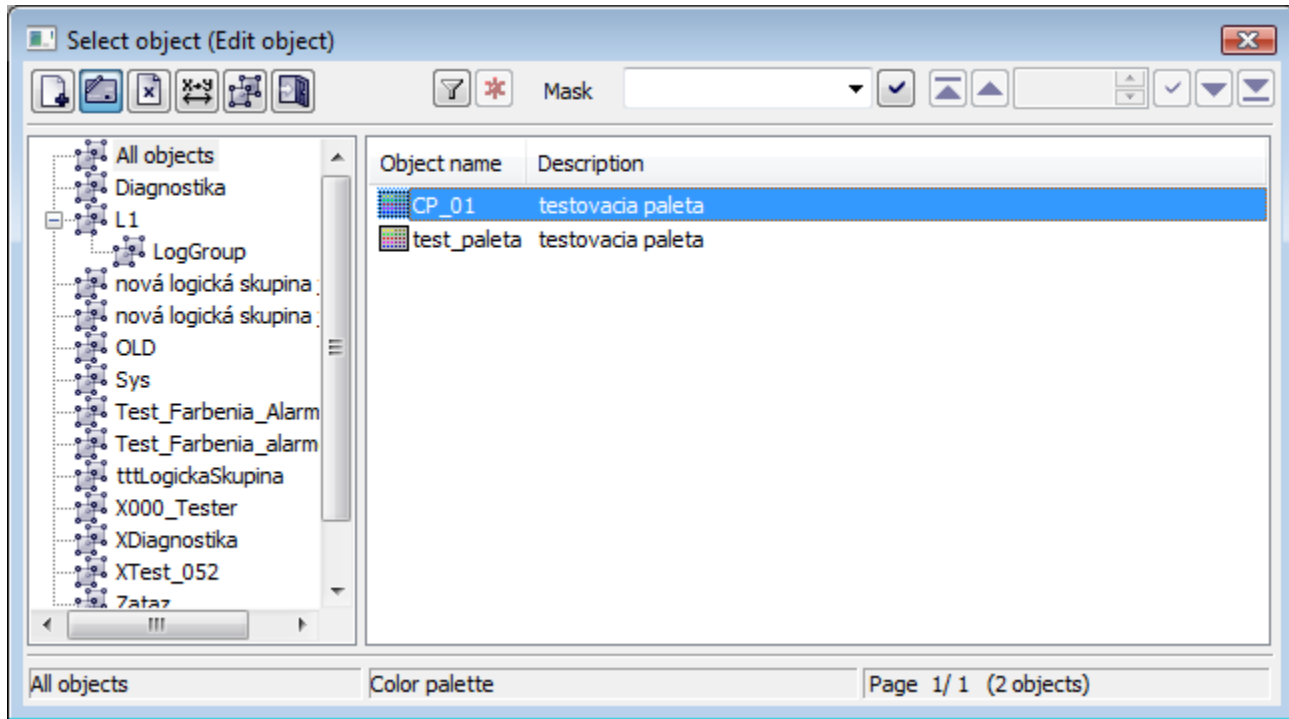 Select object (Edit object)
Mask
All objects
Diagnostika
L1
LogGroup
nová logická skupina
nová logická skupina
OLD
Sys
Test_Farbenia_Alarm
Test_Farbenia_alarm
tttLogickaSkupina
X000_Tester
XDiagnostika
XTest_052
Zataz
Object name Description
CP_01 testovacia paleta
test_paleta testovacia paleta
All objects Color palette Page 1/ 1 (2 objects)